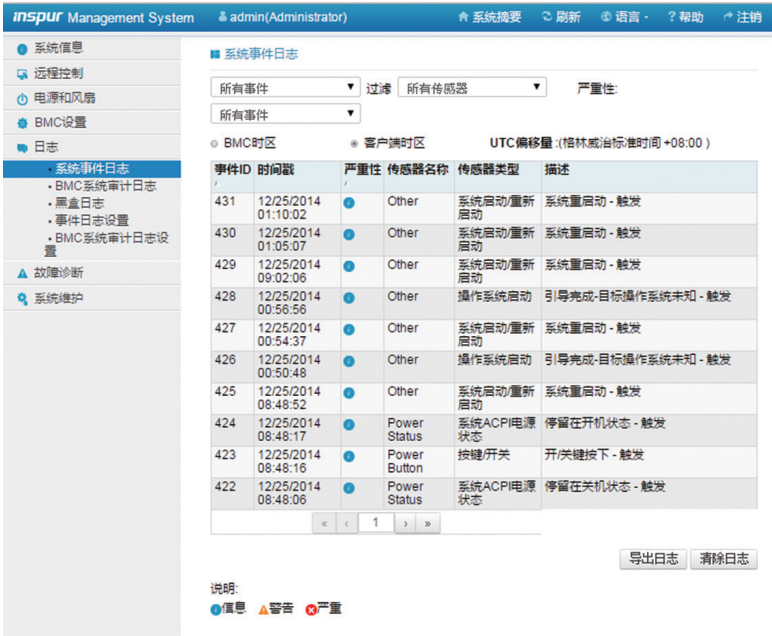 inspur Management System admin(Administrator) 系统摘要 刷新 语言 ? 帮助 注销
系统信息
远程控制
电源和风扇
BMC设置
日志
·系统事件日志
·BMC系统审计日志
·黑盒日志
·事件日志设置
·BMC系统审计日志设
置
故障诊断
系统维护
系统事件日志
所有事件 过滤 所有传感器 严重性:
所有事件
BMC时区 客户端时区 UTC偏移量:(格林威治标准时间 +08:00 )
事件ID 时间戳 严重性 传感器名称 传感器类型 描述
431 12/25/2014 Other 系统启动/重新 系统重启动 - 触发
01:10:02 启动
430 12/25/2014 Other 系统启动/重新 系统重启动 - 触发
01:05:07 启动
429 12/25/2014 Other 系统启动/重新 系统重启动 - 触发
09:02:06 启动
428 12/25/2014 Other 操作系统启动 引导完成-目标操作系统未知 - 触发
00:56:56
427 12/25/2014 Other 系统启动/重新 系统重启动 - 触发
00:54:37 启动
426 12/25/2014 Other 操作系统启动 引导完成-目标操作系统未知 - 触发
00:50:48
425 12/25/2014 Other 系统启动/重新 系统重启动 - 触发
08:48:52 启动
424 12/25/2014 Power 系统ACPI电源 停留在开机状态 - 触发
08:48:17 Status 状态
423 12/25/2014 Power 按键/开关 开/关键按下 - 触发
08:48:16 Button
422 12/25/2014 Power 系统ACPI电源 停留在关机状态 - 触发
08:48:06 Status 状态
« ‹ 1 › »
导出日志 清除日志
说明:
信息 警告 严重